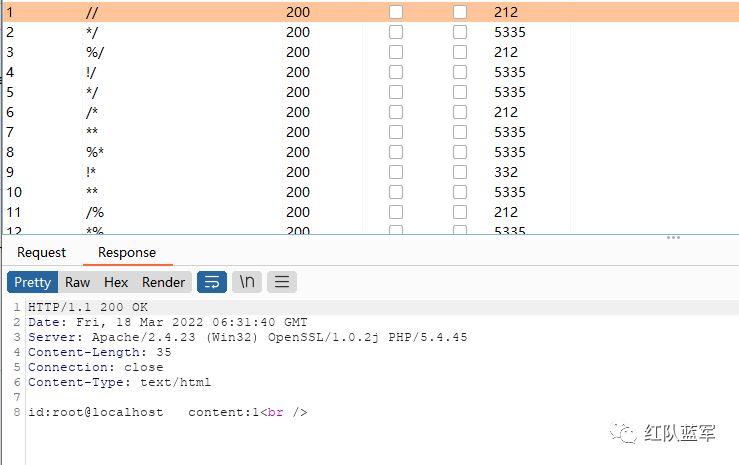 1 // 200 212
2 */ 200 5335
3 %/ 200 212
4 !/ 200 5335
5 */ 200 5335
6 /* 200 212
7 ** 200 5335
8 %* 200 5335
9 !* 200 332
10 ** 200 5335
11 /% 200 212
12 *% 200 5335
Request Response
Pretty Raw Hex Render \n
1 HTTP/1.1 200 OK
2 Date: Fri, 18 Mar 2022 06:31:40 GMT
3 Server: Apache/2.4.23 (Win32) OpenSSL/1.0.2j PHP/5.4.45
4 Content-Length: 35
5 Connection: close
6 Content-Type: text/html
7
8 id:root@localhost   content:1<br />
红队蓝军